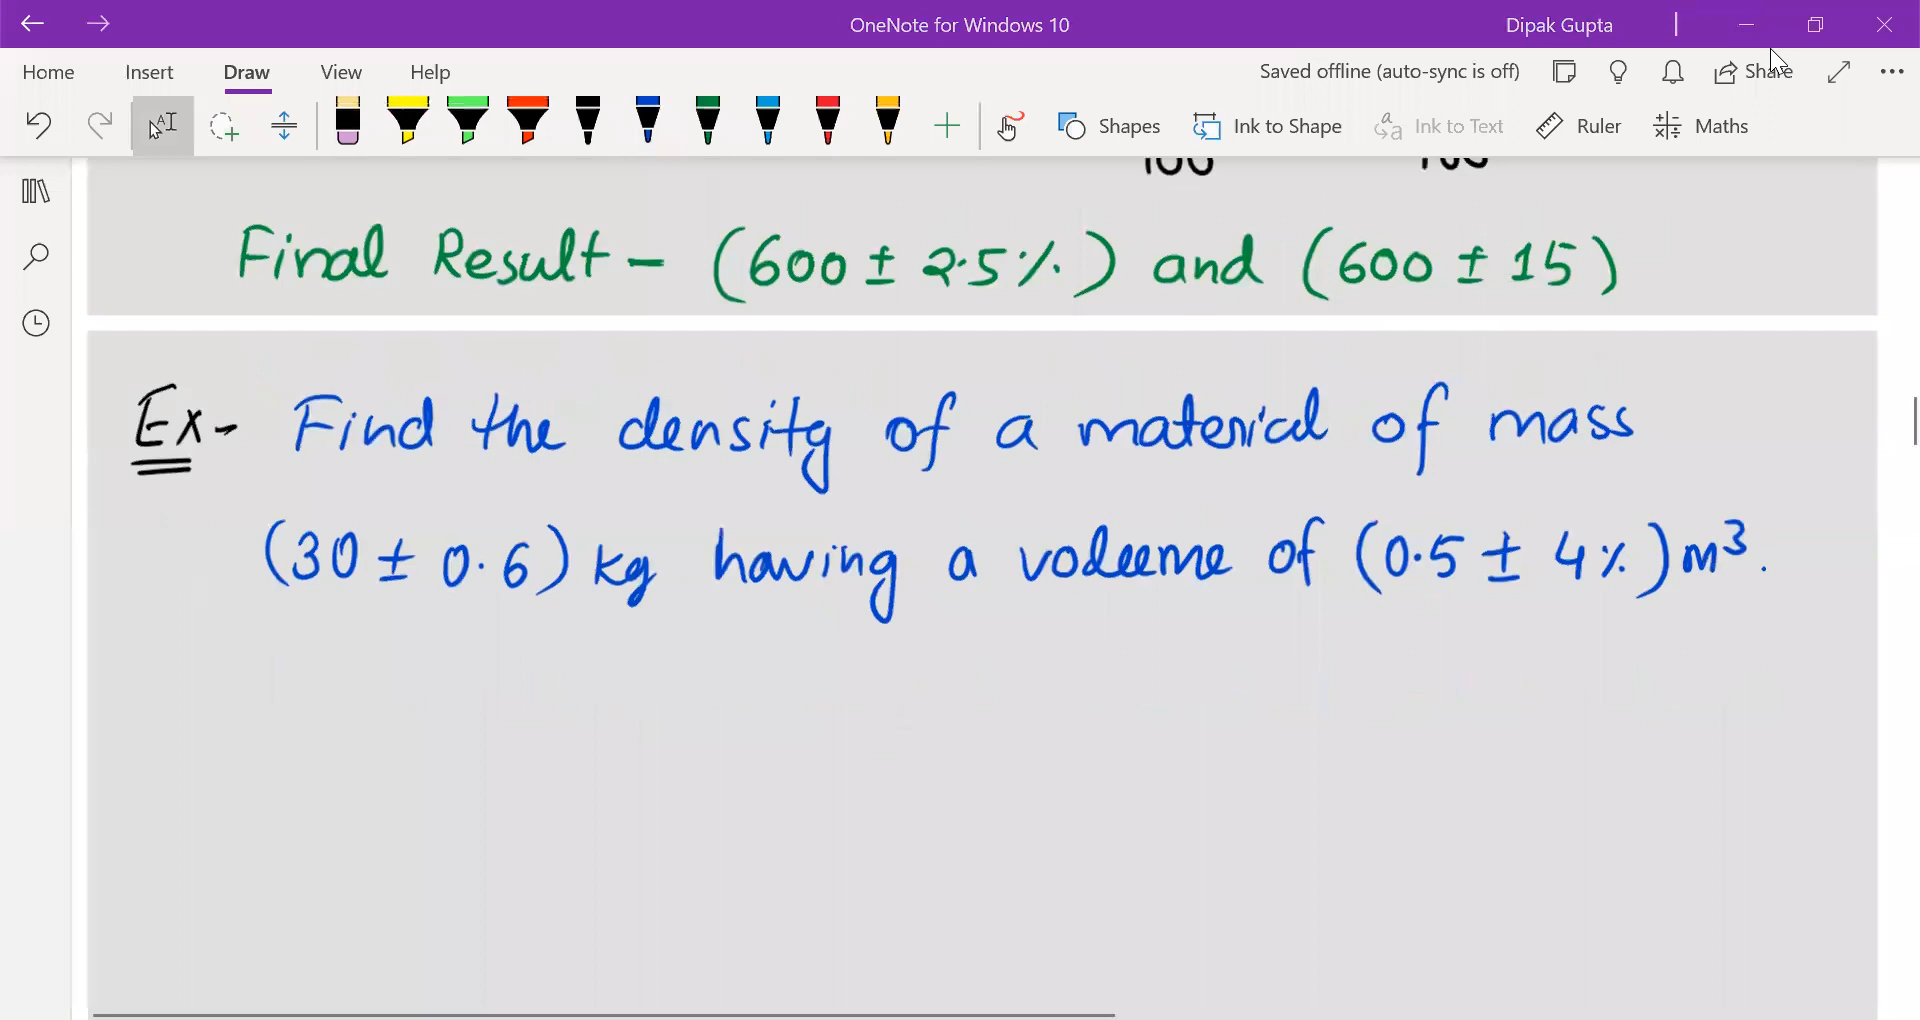 OneNote for Windows 10
Dipak Gupta
Home Insert Draw View Help
Saved offline (auto-sync is off) Share
Shapes Ink to Shape Ink to Text Ruler Maths
Final Result - (600 ± 2.5%) and (600 ± 15)
Ex- Find the density of a material of mass
(30 ± 0.6) kg having a volume of (0.5 ± 4%) m³.